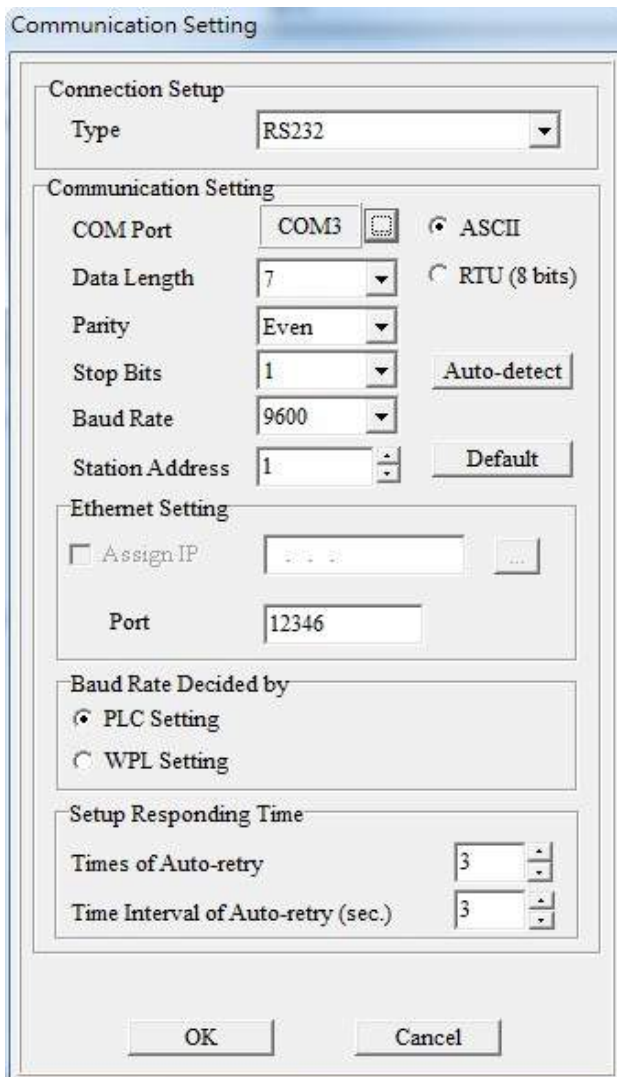 Communication Setting
Connection Setup
Type RS232
Communication Setting
COM Port COM3 ... ASCII
Data Length 7 RTU (8 bits)
Parity Even
Stop Bits 1 Auto-detect
Baud Rate 9600
Station Address 1 Default
Ethernet Setting
Assign IP . . . ...
Port 12346
Baud Rate Decided by
PLC Setting
WPL Setting
Setup Responding Time
Times of Auto-retry 3
Time Interval of Auto-retry (sec.) 3
OK Cancel